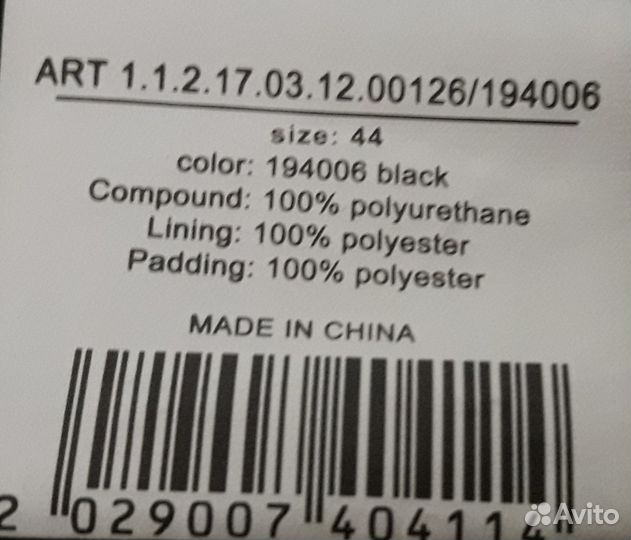 ART 1.1.2.17.03.12.00126/194006
size: 44
color: 194006 black
Compound: 100% polyurethane
Lining: 100% polyester
Padding: 100% polyester
MADE IN CHINA
2 029007 404114
Avito